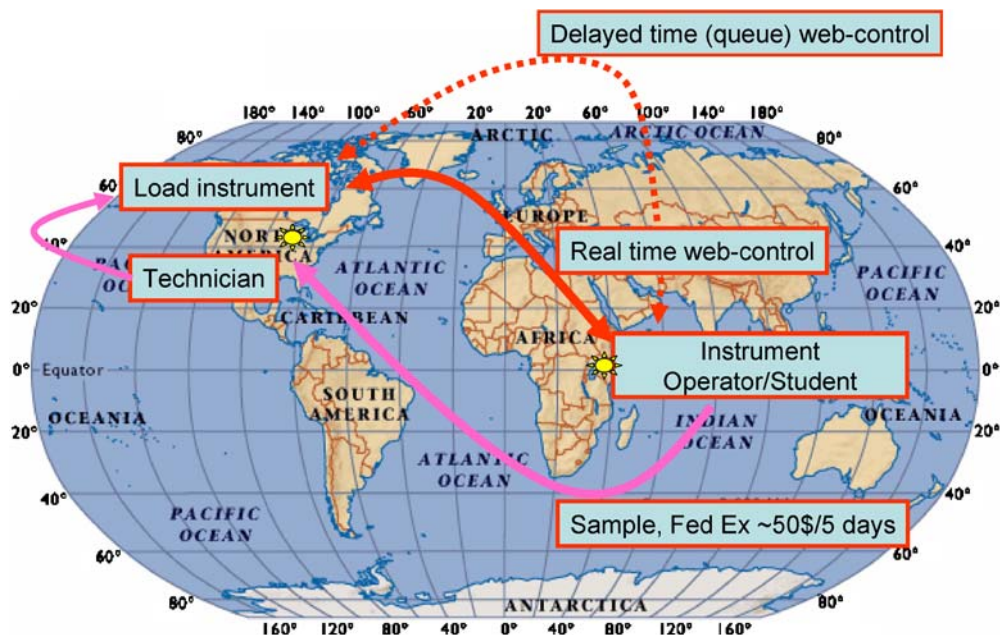 Delayed time (queue) web-control
180° 140° 100° 60° 20° 20° 60° 100° 140° 180°
ARCTIC
ARCTIC OCEAN
80° 80°
Load instrument
60° 60°
EUROPE
NORTH
AMERICA
Real time web-control
40° 40°
Technician
ATLANTIC
OCEAN
PACIFIC
OCEAN
20° 20°
CARIBBEAN
AFRICA
Instrument
Operator/Student
Equator
0° 0°
SOUTH
AMERICA
OCEANIA
OCEANIA
INDIAN
OCEAN
20° 20°
ATLANTIC
OCEAN
40° 40°
PACIFIC
OCEAN
Sample, Fed Ex ~50$/5 days
60° 60°
80° 80°
ANTARCTICA
160° 120° 80° 40° 0° 40° 80° 120° 160°